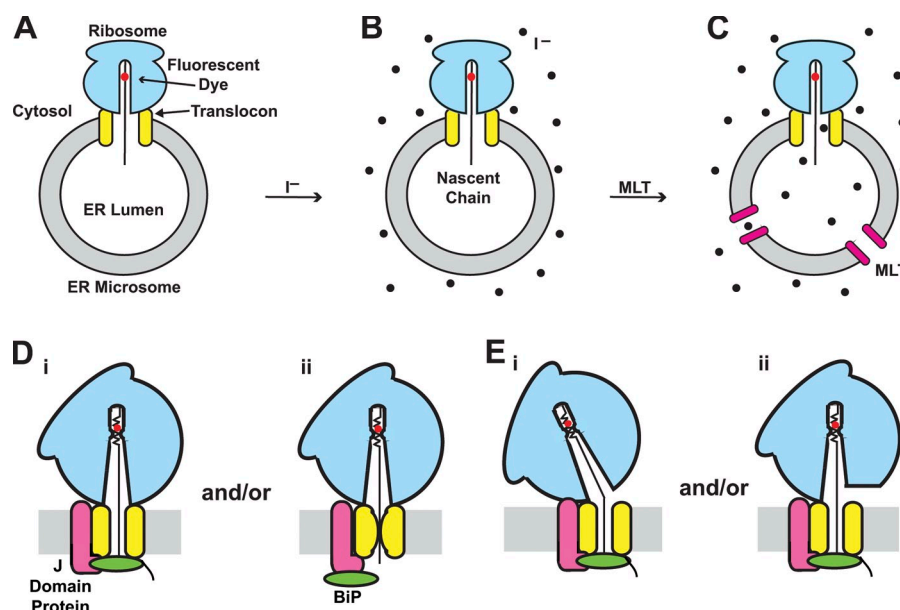 A
Ribosome
Fluorescent
Dye
Cytosol
Translocon
ER Lumen
ER Microsome
I–
B
I–
Nascent
Chain
MLT
C
MLT
D
i
ii
and/or
J
Domain
Protein
BiP
E
i
ii
and/or